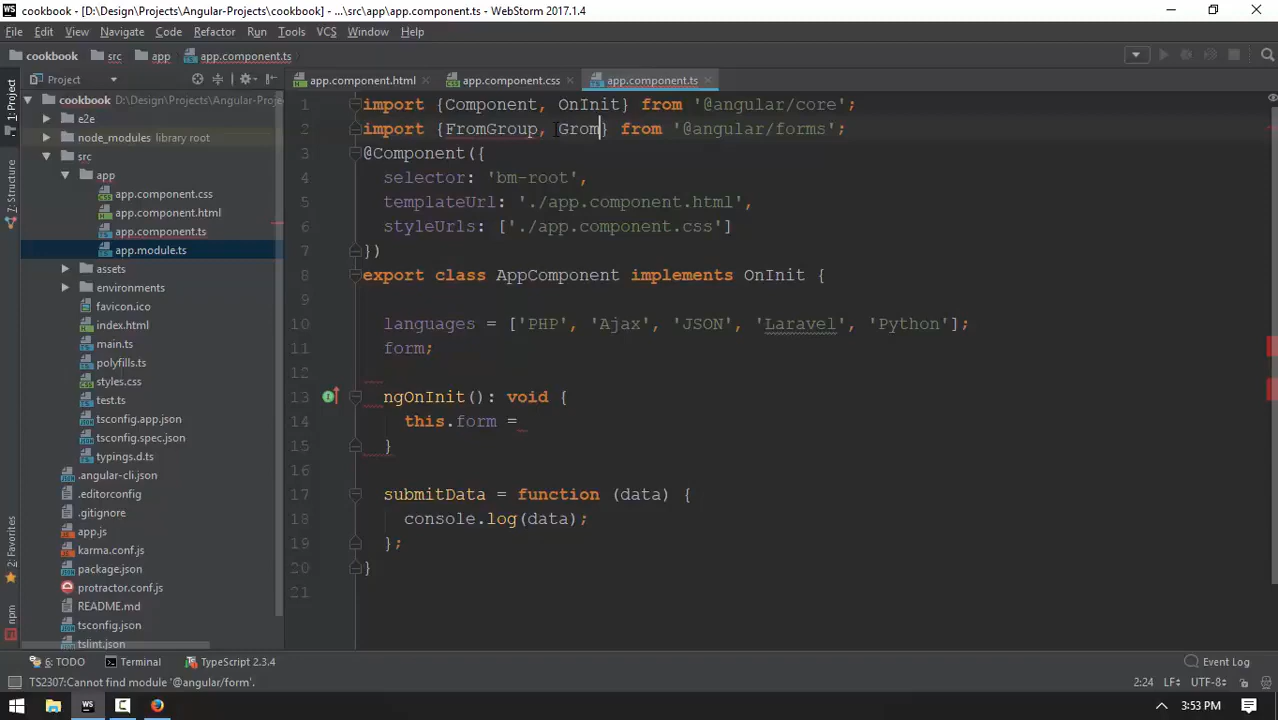 cookbook - [D:\Design\Projects\Angular-Projects\cookbook] - ...\src\app\app.component.ts - WebStorm 2017.1.4
File Edit View Navigate Code Refactor Run Tools VCS Window Help
cookbook src app app.component.ts
Project
app.component.html app.component.css app.component.ts
1: Project
7: Structure
2: Favorites
npm
cookbook D:\Design\Projects\Angular-Proje
e2e
node_modules library root
src
app
app.component.css
app.component.html
app.component.ts
app.module.ts
assets
environments
favicon.ico
index.html
main.ts
polyfills.ts
styles.css
test.ts
tsconfig.app.json
tsconfig.spec.json
typings.d.ts
.angular-cli.json
.editorconfig
.gitignore
app.js
karma.conf.js
package.json
protractor.conf.js
README.md
tsconfig.json
tslint.json
1 import {Component, OnInit} from '@angular/core';
2 import {FromGroup, Grom} from '@angular/forms';
3 @Component({
4 selector: 'bm-root',
5 templateUrl: './app.component.html',
6 styleUrls: ['./app.component.css']
7 })
8 export class AppComponent implements OnInit {
9
10 languages = ['PHP', 'Ajax', 'JSON', 'Laravel', 'Python'];
11 form;
12
13 ngOnInit(): void {
14 this.form =
15 }
16
17 submitData = function (data) {
18 console.log(data);
19 };
20 }
21
6: TODO Terminal TypeScript 2.3.4 Event Log
TS2307:Cannot find module '@angular/form'. 2:24 LF÷ UTF-8÷
3:53 PM